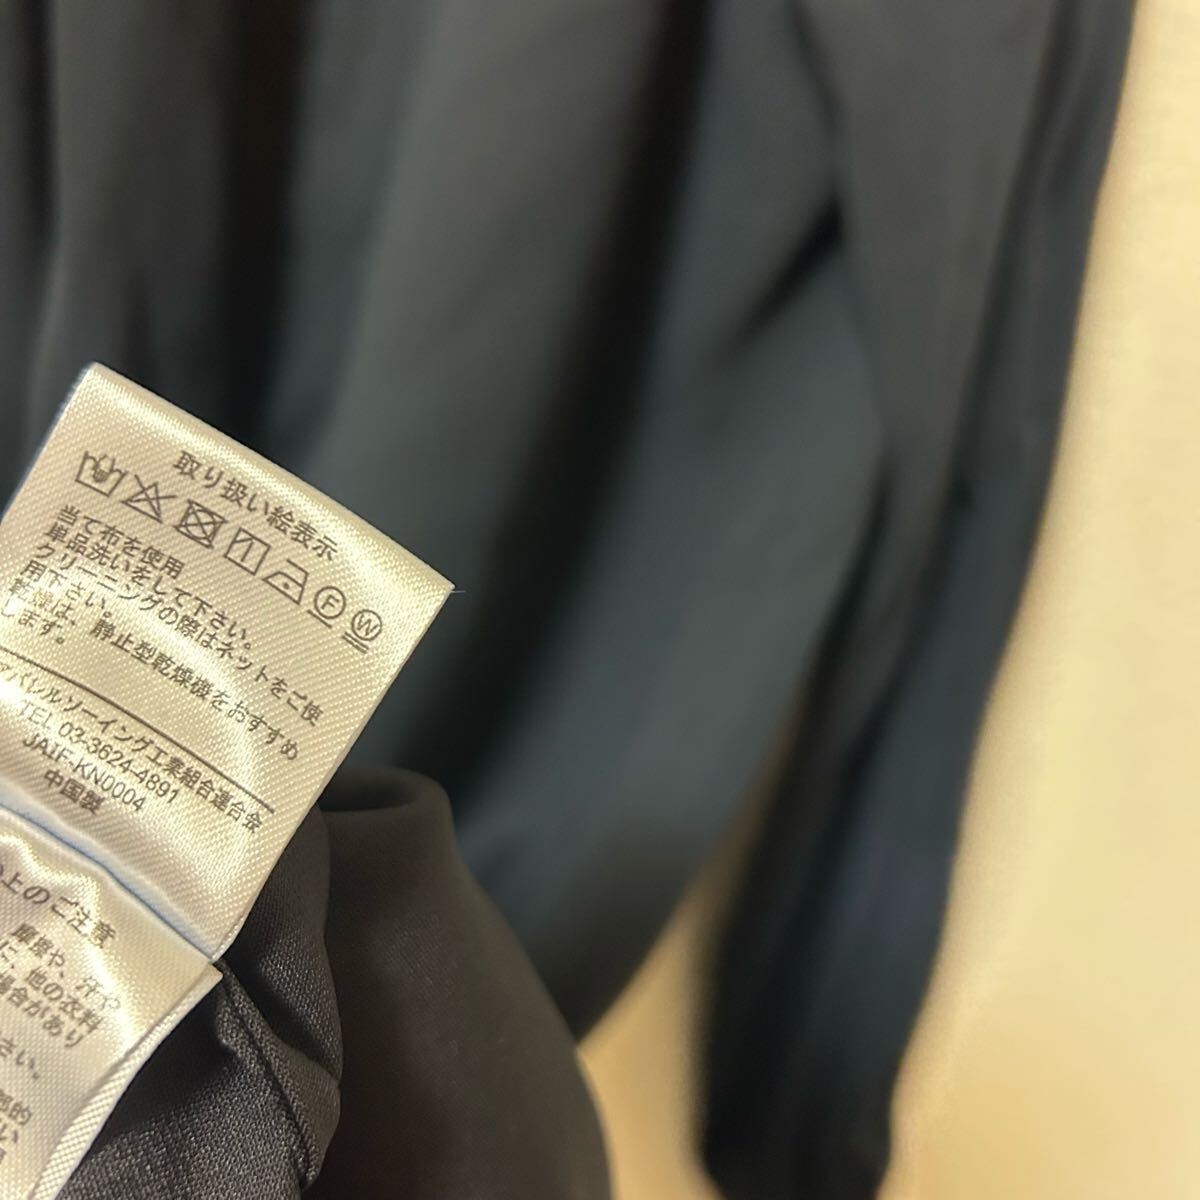 取り扱い絵表示
F W
当て布を使用
単品洗いをして下さい。
クリーニングの際はネットをご使
用下さい。
乾燥は、静止型乾燥機をおすすめ
します。
アパレルソーイング工業組合連合会
TEL 03-3624-4891
JAIF-KN0004
中国製
上のご注意
摩擦や、汗や
他の衣料
場合があり
さい。